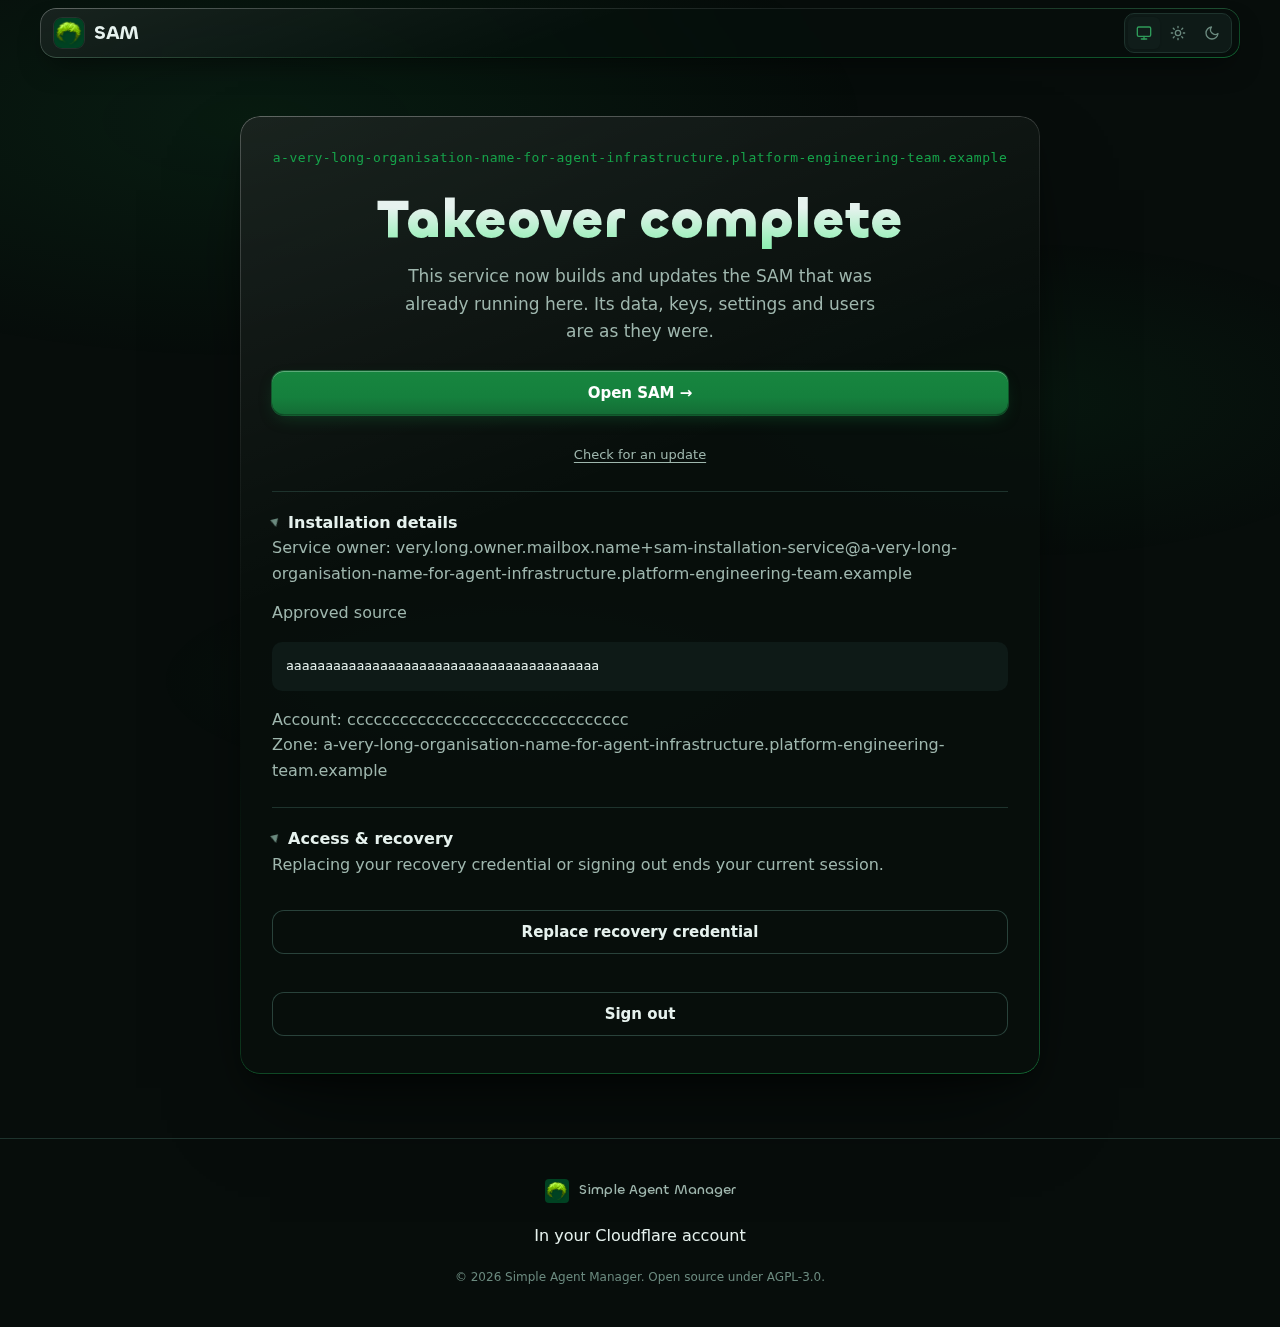 SAM
a-very-long-organisation-name-for-agent-infrastructure.platform-engineering-team.example
Takeover complete
This service now builds and updates the SAM that was
already running here. Its data, keys, settings and users
are as they were.
Open SAM →
Check for an update
Installation details
Service owner: very.long.owner.mailbox.name+sam-installation-service@a-very-long-
organisation-name-for-agent-infrastructure.platform-engineering-team.example
Approved source
aaaaaaaaaaaaaaaaaaaaaaaaaaaaaaaaaaaaaaaa
Account: cccccccccccccccccccccccccccccccc
Zone: a-very-long-organisation-name-for-agent-infrastructure.platform-engineering-
team.example
Access & recovery
Replacing your recovery credential or signing out ends your current session.
Replace recovery credential
Sign out
Simple Agent Manager
In your Cloudflare account
© 2026 Simple Agent Manager. Open source under AGPL-3.0.